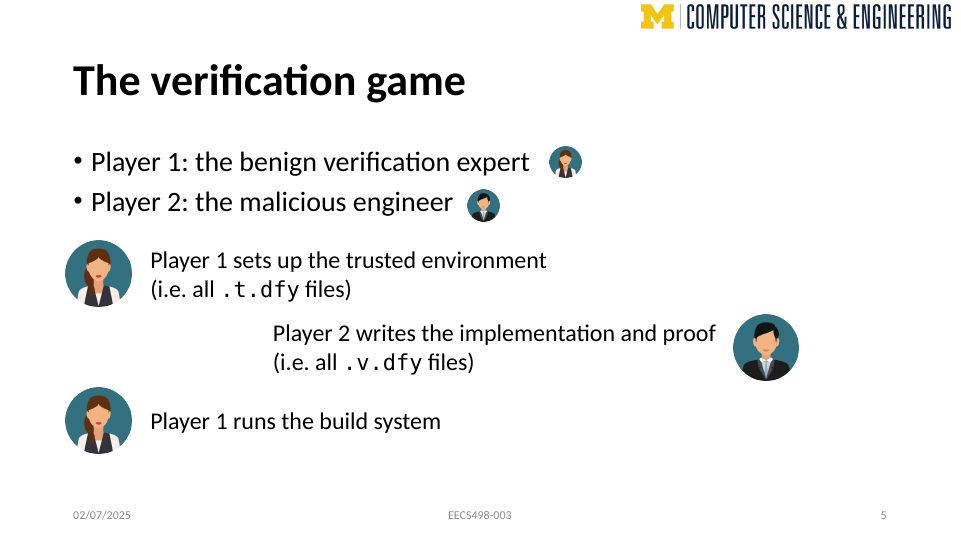 M | COMPUTER SCIENCE & ENGINEERING
The verification game
• Player 1: the benign verification expert
• Player 2: the malicious engineer
Player 1 sets up the trusted environment
(i.e. all .t.dfy files)
Player 2 writes the implementation and proof
(i.e. all .v.dfy files)
Player 1 runs the build system
02/07/2025
EECS498-003
5